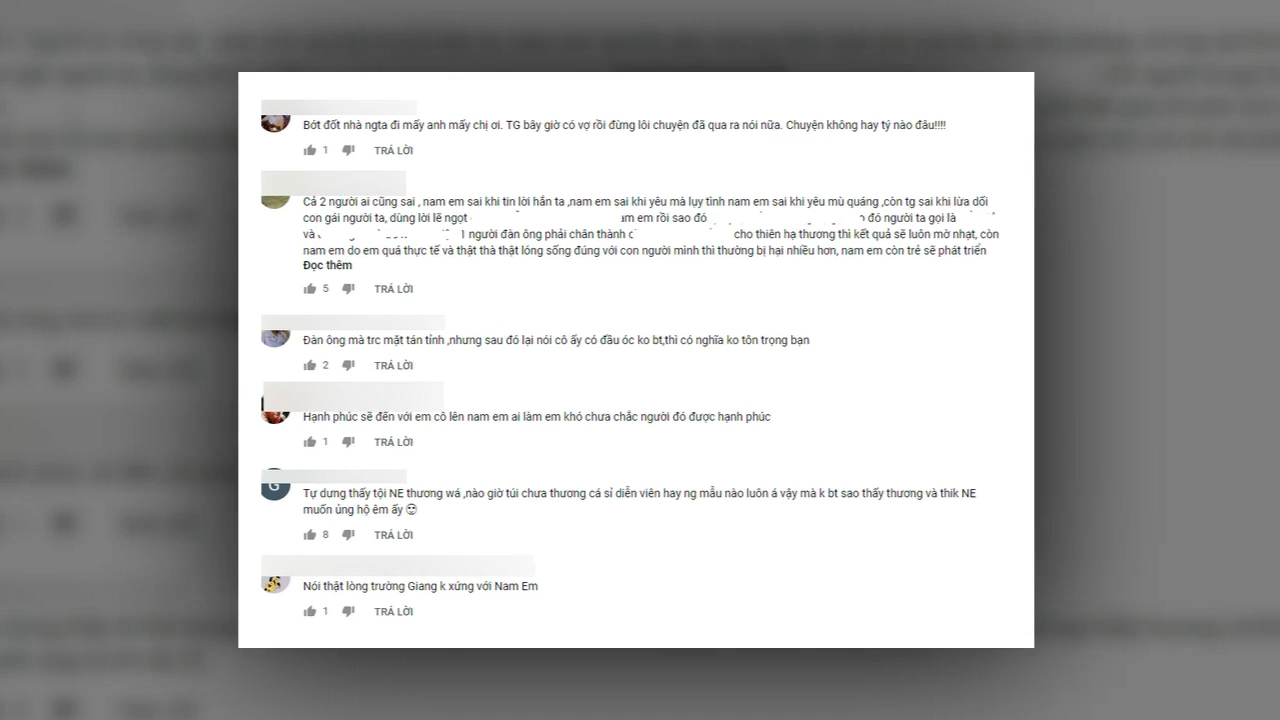 Bớt đốt nhà ngta đi mấy anh mấy chị ơi. TG bây giờ có vợ rồi đừng lôi chuyện đã qua ra nói nữa. Chuyện không hay tý nào đâu!!!!
1 TRẢ LỜI
Cả 2 người ai cũng sai , nam em sai khi tin lời hắn ta ,nam em sai khi yêu mà lụy tình nam em sai khi yêu mù quáng ,còn tg sai khi lừa dối
con gái người ta, dùng lời lẽ ngọt em rồi sao đó đó người ta gọi là
và 1 người đàn ông phải chân thành cho thiên hạ thương thì kết quả sẽ luôn mờ nhạt, còn
nam em do em quá thực tế và thật thà thật lóng sống đúng với con người mình thì thường bị hại nhiều hơn, nam em còn trẻ sẽ phát triển
Đọc thêm
5 TRẢ LỜI
Đàn ông mà trc mặt tán tỉnh ,nhưng sau đó lại nói cô ấy có đầu óc ko bt,thì có nghĩa ko tôn trọng bạn
2 TRẢ LỜI
Hạnh phúc sẽ đến với em cô lên nam em ai làm em khó chưa chắc người đó được hạnh phúc
1 TRẢ LỜI
G
Tự dưng thấy tội NE thương wá ,nào giờ túi chưa thương cá sỉ diễn viên hay ng mẫu nào luôn á vậy mà k bt sao thấy thương và thik NE
muốn ủng hộ êm ấy 😍
8 TRẢ LỜI
Nói thật lòng trường Giang k xứng với Nam Em
1 TRẢ LỜI